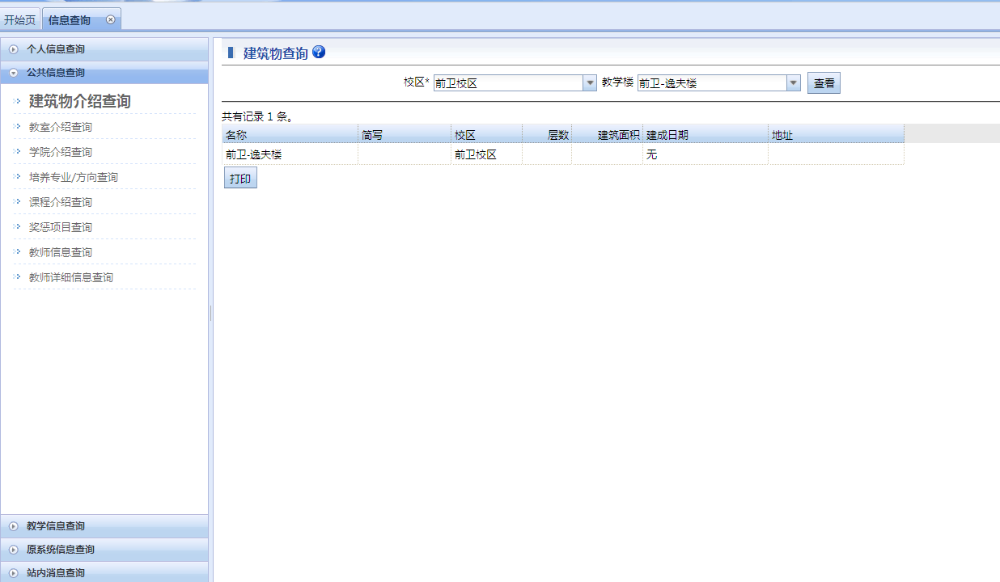 开始页 信息查询
个人信息查询
公共信息查询
建筑物介绍查询
教室介绍查询
学院介绍查询
培养专业/方向查询
课程介绍查询
奖惩项目查询
教师信息查询
教师详细信息查询
教学信息查询
原系统信息查询
站内消息查询
建筑物查询 ?
校区* 前卫校区 教学楼 前卫-逸夫楼 查看
共有记录 1 条。
名称 简写 校区 层数 建筑面积 建成日期 地址
前卫-逸夫楼 前卫校区 无
打印